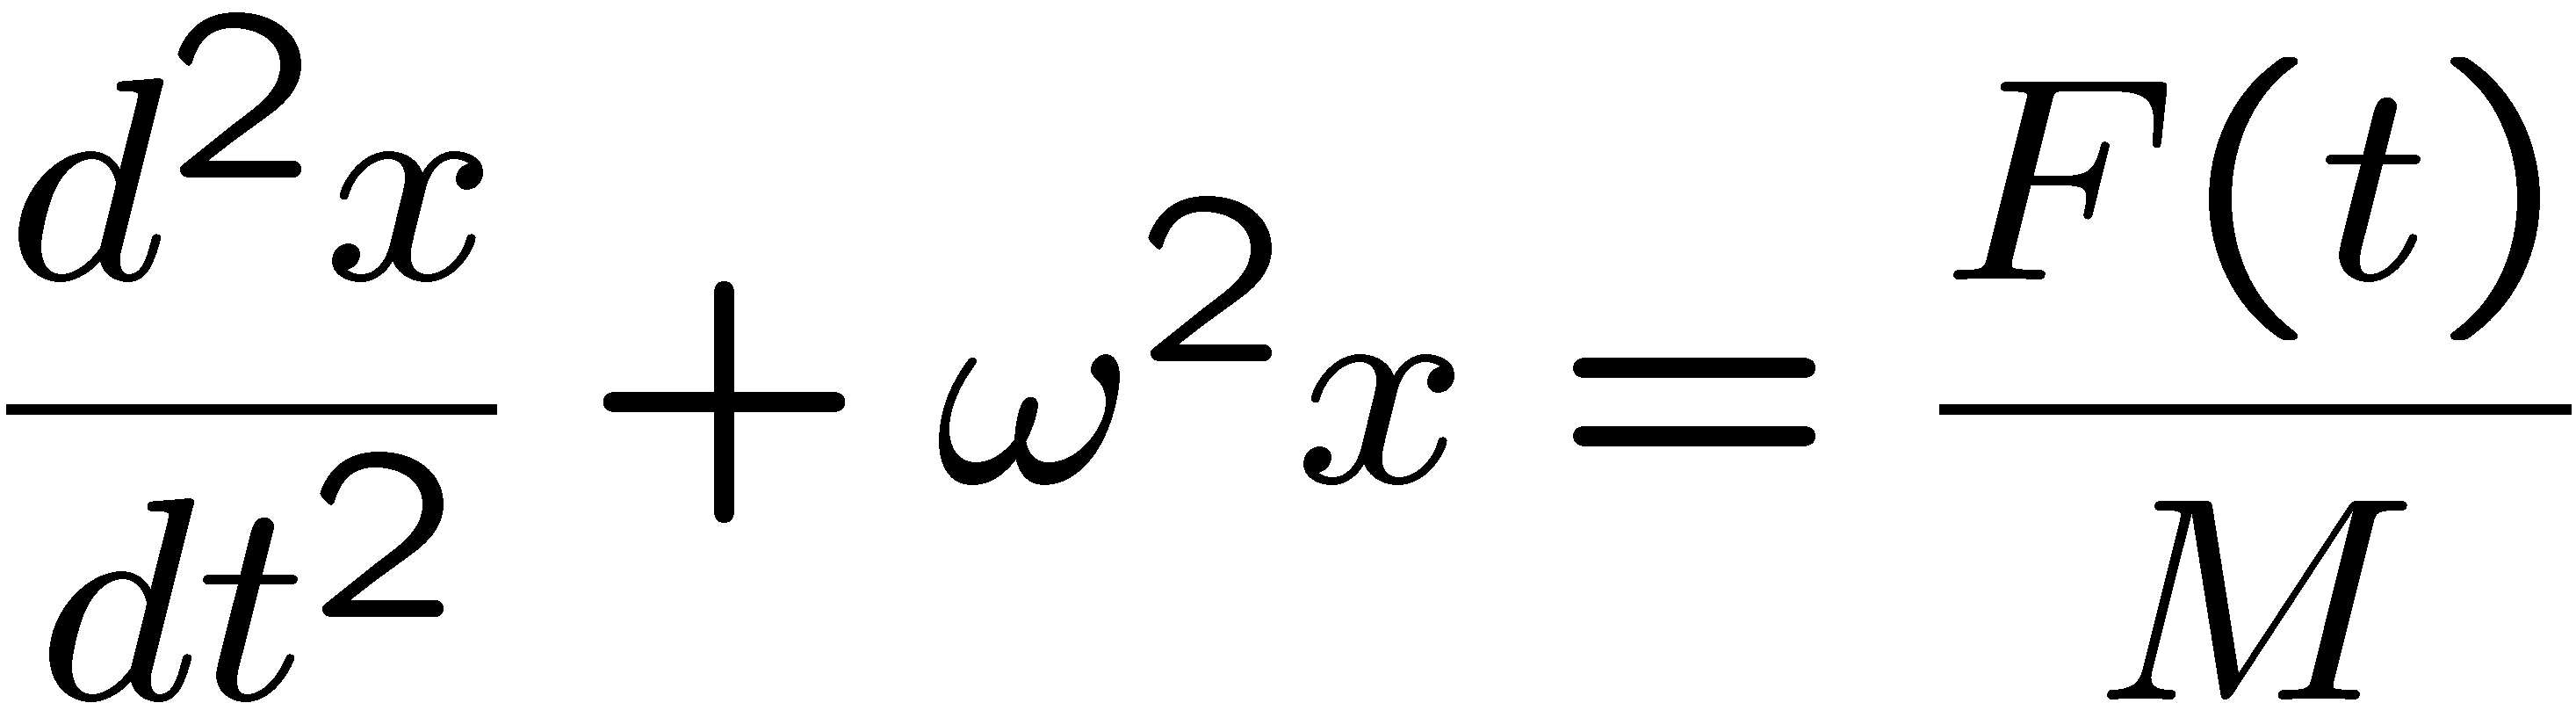 d²x/dt² + ω²x = F(t)/M